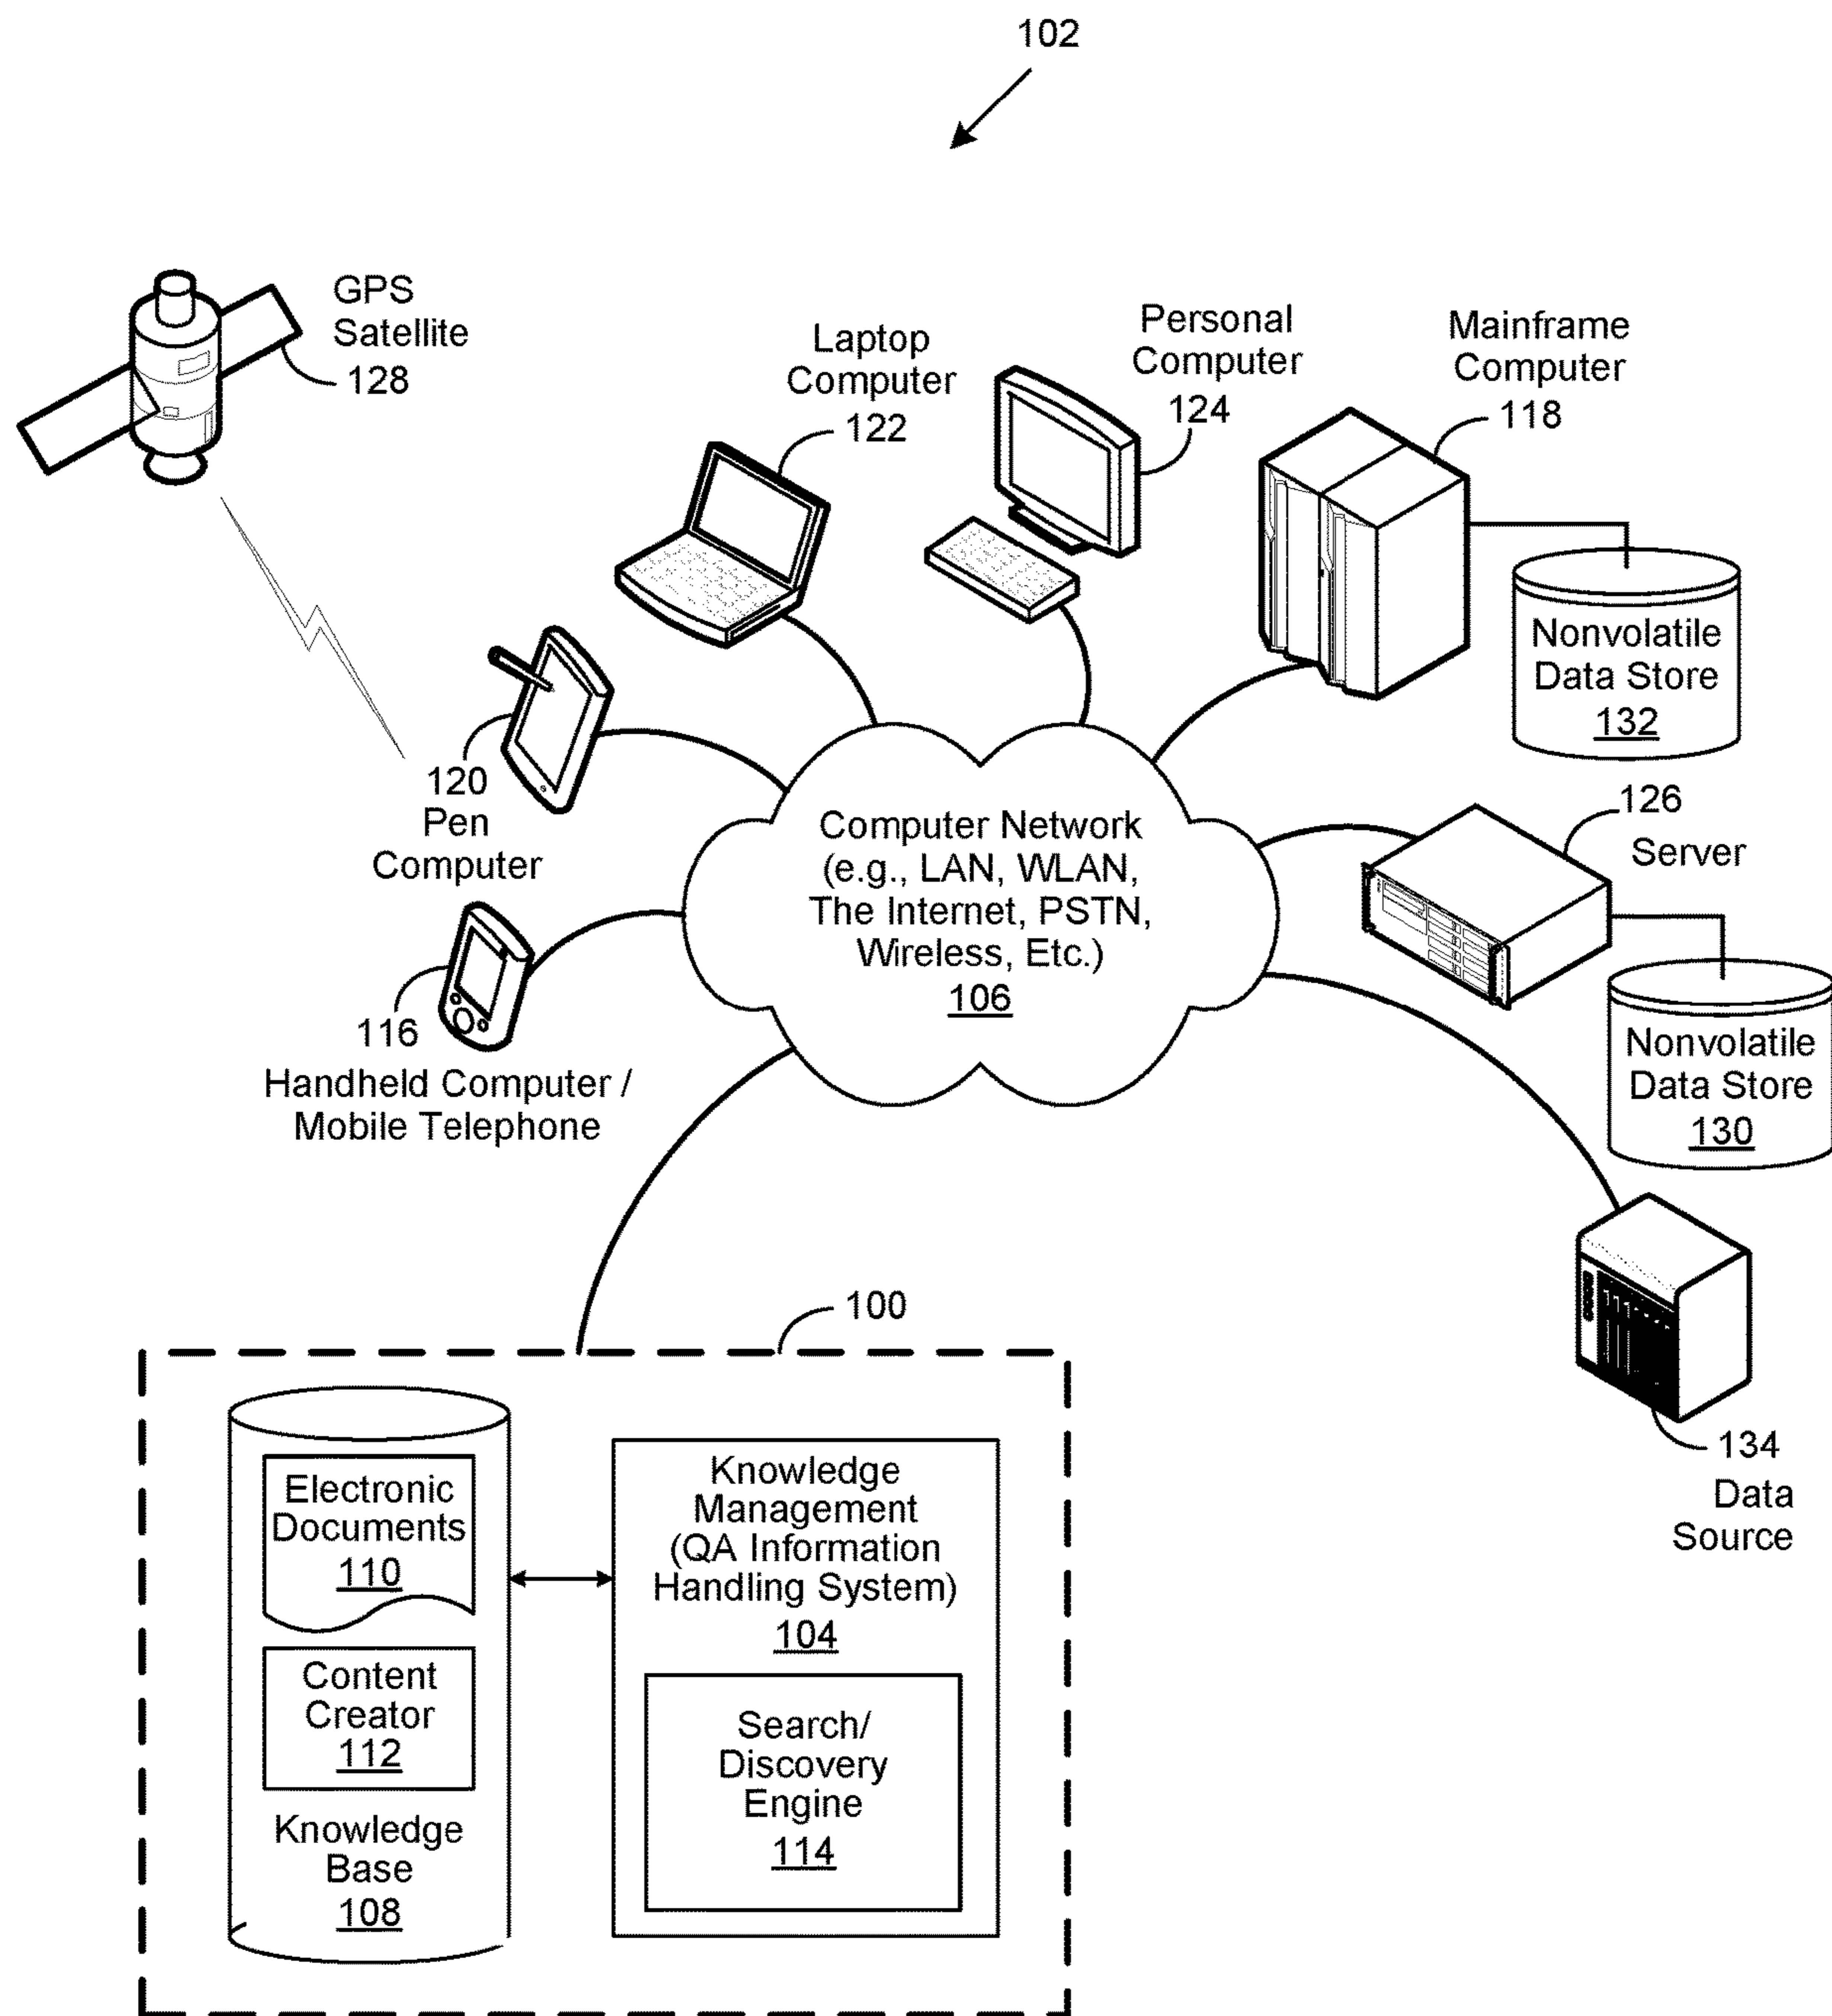 102
GPS
Satellite
128
Laptop
Computer
122
Personal
Computer
124
Mainframe
Computer
118
Nonvolatile
Data Store
132
120
Pen
Computer
Computer Network
(e.g., LAN, WLAN,
The Internet, PSTN,
Wireless, Etc.)
106
126
Server
Nonvolatile
Data Store
130
116
Handheld Computer /
Mobile Telephone
134
Data
Source
100
Electronic
Documents
110
Content
Creator
112
Knowledge
Base
108
Knowledge
Management
(QA Information
Handling System)
104
Search/
Discovery
Engine
114